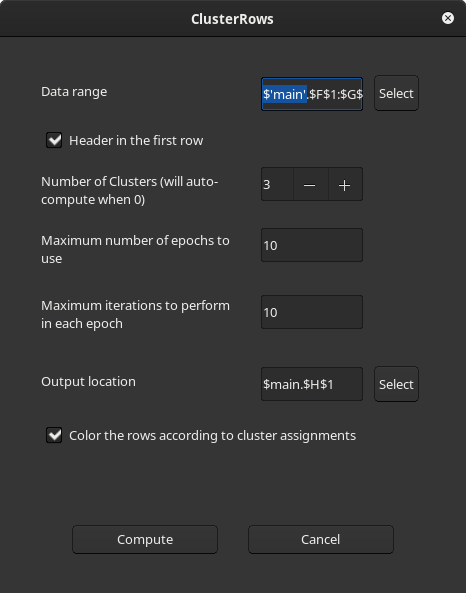 ClusterRows
Data range
$'main'.$F$1:$G$
Select
Header in the first row
Number of Clusters (will auto-
compute when 0)
3
Maximum number of epochs to
use
10
Maximum iterations to perform
in each epoch
10
Output location
$main.$H$1
Select
Color the rows according to cluster assignments
Compute
Cancel